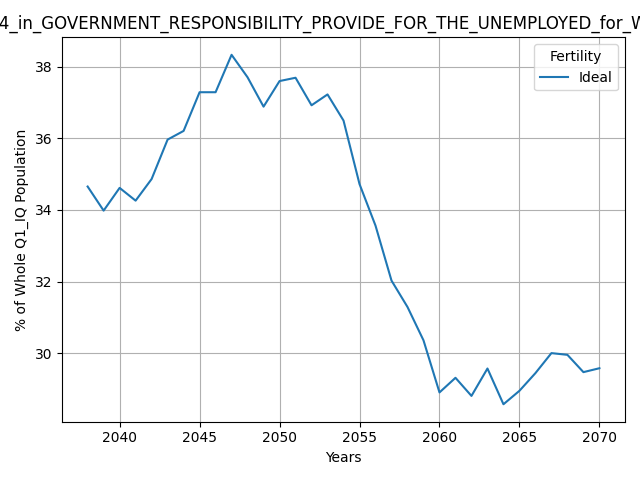 4_in_GOVERNMENT_RESPONSIBILITY_PROVIDE_FOR_THE_UNEMPLOYED_for_W
Fertility
Ideal
38
36
34
32
30
% of Whole Q1_IQ Population
2040 2045 2050 2055 2060 2065 2070
Years